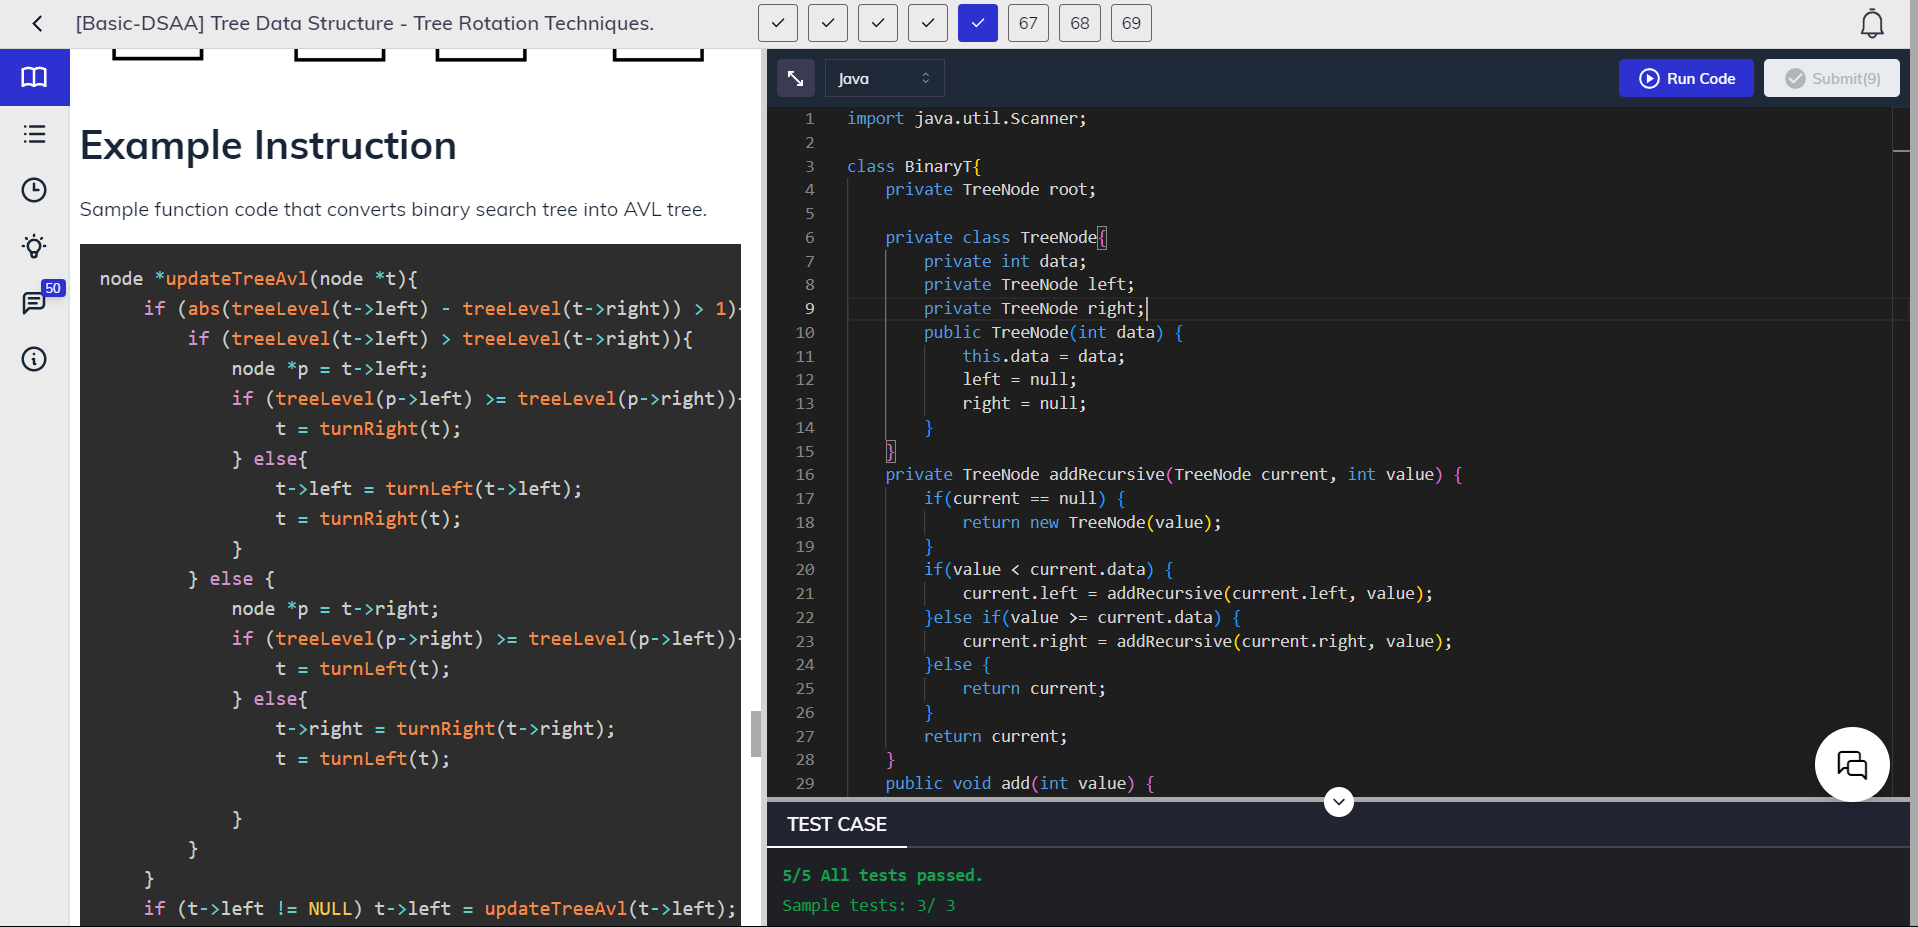 [Basic-DSAA] Tree Data Structure - Tree Rotation Techniques.
67
68
69
50
Example Instruction
Sample function code that converts binary search tree into AVL tree.
node *updateTreeAvl(node *t){
if (abs(treeLevel(t->left) - treeLevel(t->right)) > 1)
if (treeLevel(t->left) > treeLevel(t->right)){
node *p = t->left;
if (treeLevel(p->left) >= treeLevel(p->right))
t = turnRight(t);
} else{
t->left = turnLeft(t->left);
t = turnRight(t);
}
} else {
node *p = t->right;
if (treeLevel(p->right) >= treeLevel(p->left))
t = turnLeft(t);
} else{
t->right = turnRight(t->right);
t = turnLeft(t);
}
}
}
if (t->left != NULL) t->left = updateTreeAvl(t->left);
Java
Run Code
Submit(9)
1 import java.util.Scanner;
2
3 class BinaryT{
4 private TreeNode root;
5
6 private class TreeNode{
7 private int data;
8 private TreeNode left;
9 private TreeNode right;
10 public TreeNode(int data) {
11 this.data = data;
12 left = null;
13 right = null;
14 }
15 }
16 private TreeNode addRecursive(TreeNode current, int value) {
17 if(current == null) {
18 return new TreeNode(value);
19 }
20 if(value < current.data) {
21 current.left = addRecursive(current.left, value);
22 }else if(value >= current.data) {
23 current.right = addRecursive(current.right, value);
24 }else {
25 return current;
26 }
27 return current;
28 }
29 public void add(int value) {
TEST CASE
5/5 All tests passed.
Sample tests: 3/ 3